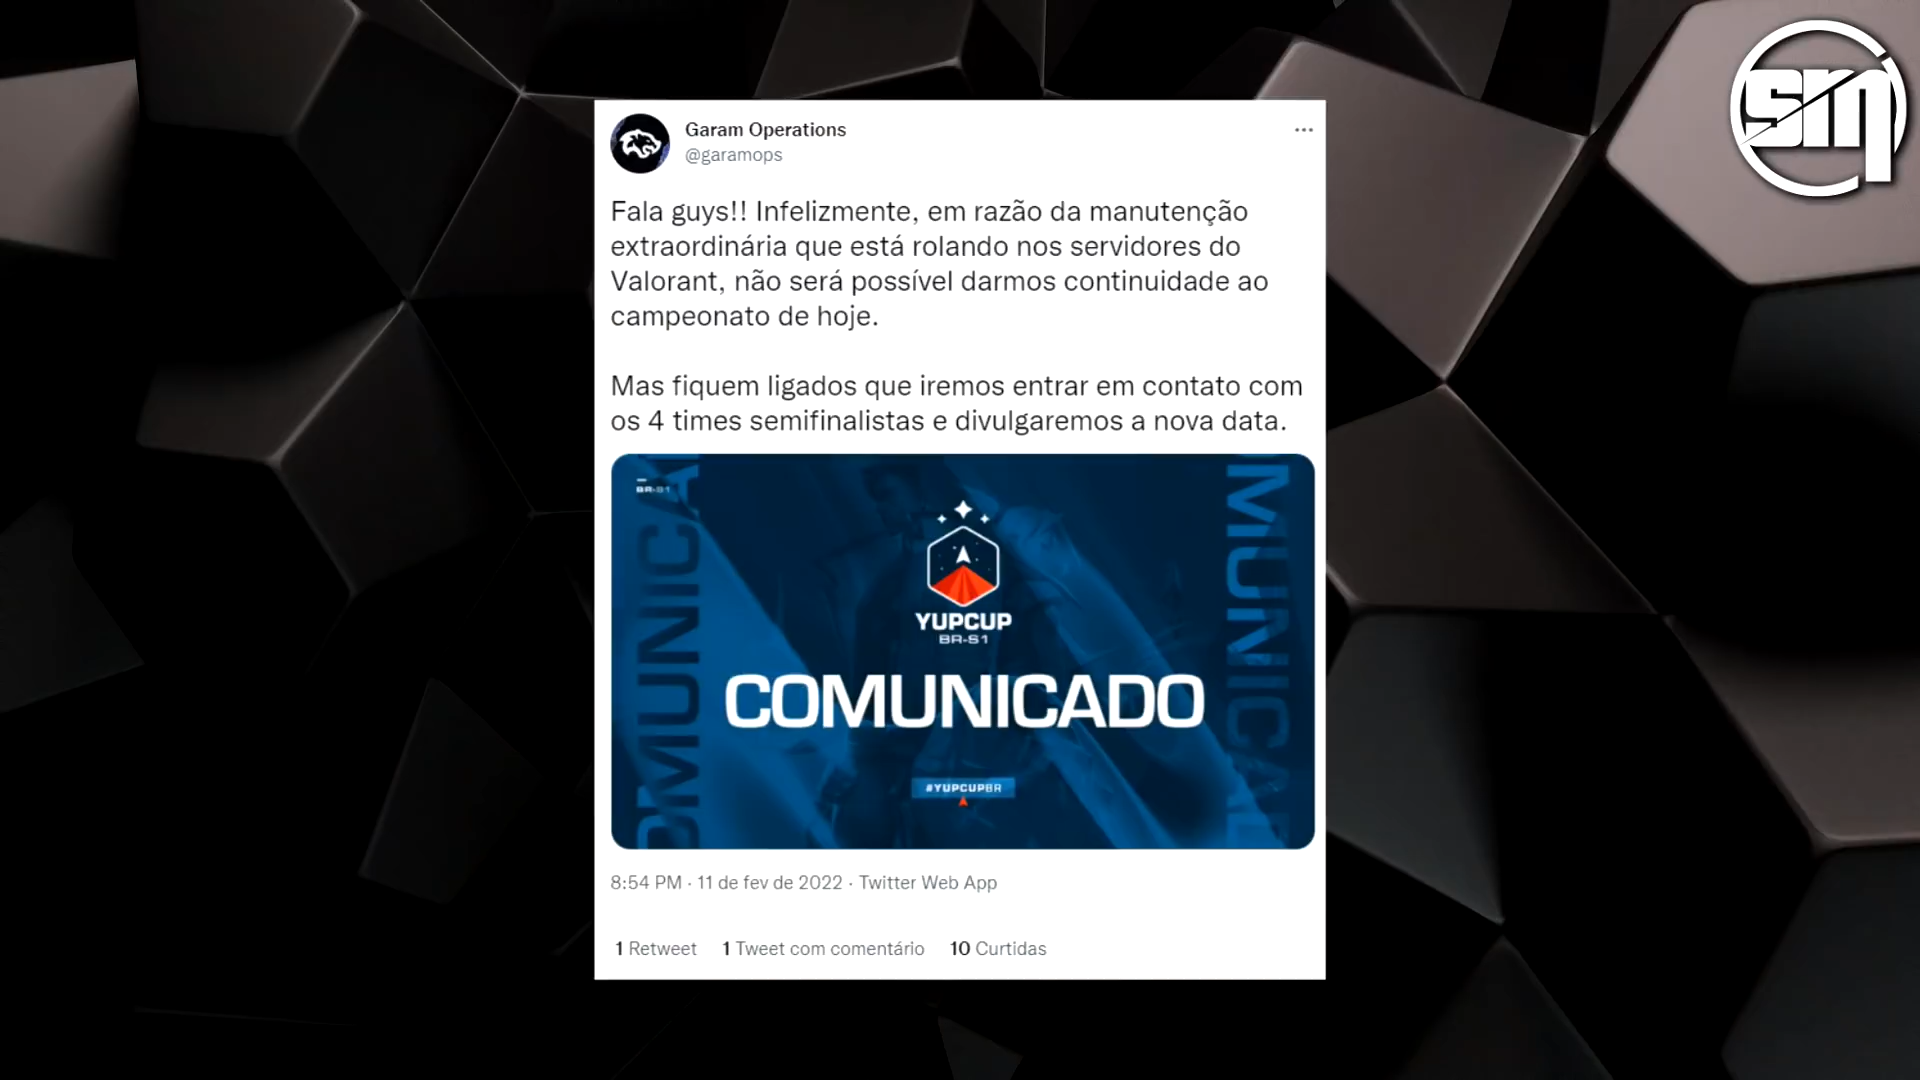 SM
Garam Operations
@garamops
Fala guys!! Infelizmente, em razão da manutenção
extraordinária que está rolando nos servidores do
Valorant, não será possível darmos continuidade ao
campeonato de hoje.
Mas fiquem ligados que iremos entrar em contato com
os 4 times semifinalistas e divulgaremos a nova data.
BR-S1
OMUNICA
MUNICA
YUPCUP
BR-S1
COMUNICADO
#YUPCUPBR
8:54 PM · 11 de fev de 2022 · Twitter Web App
1 Retweet 1 Tweet com comentário 10 Curtidas